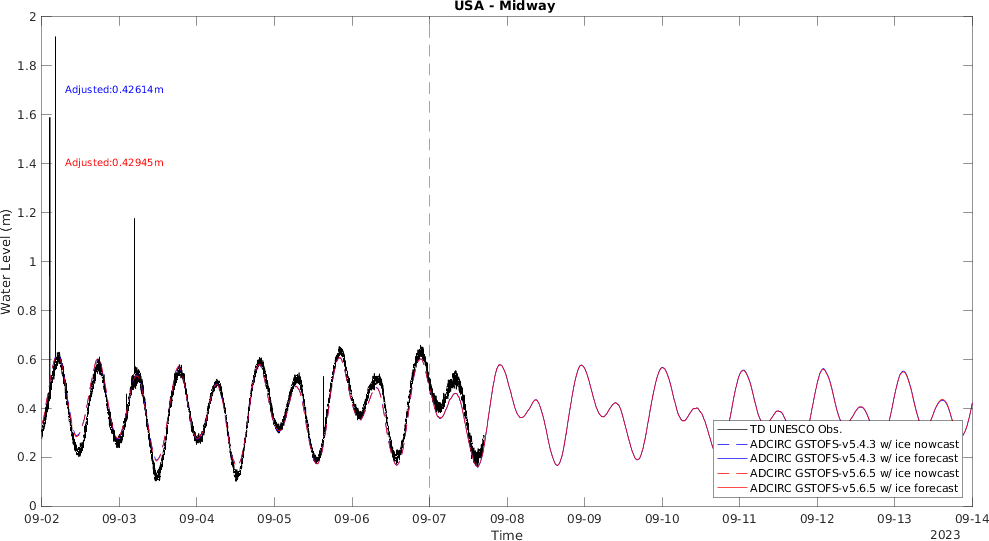 USA - Midway
2
1.8
1.6
1.4
1.2
1
0.8
0.6
0.4
0.2
0
Water Level (m)
Adjusted:0.42614m
Adjusted:0.42945m
TD UNESCO Obs.
ADCIRC GSTOFS-v5.4.3 w/ ice nowcast
ADCIRC GSTOFS-v5.4.3 w/ ice forecast
ADCIRC GSTOFS-v5.6.5 w/ ice nowcast
ADCIRC GSTOFS-v5.6.5 w/ ice forecast
09-02 09-03 09-04 09-05 09-06 09-07 09-08 09-09 09-10 09-11 09-12 09-13 09-14
Time
2023